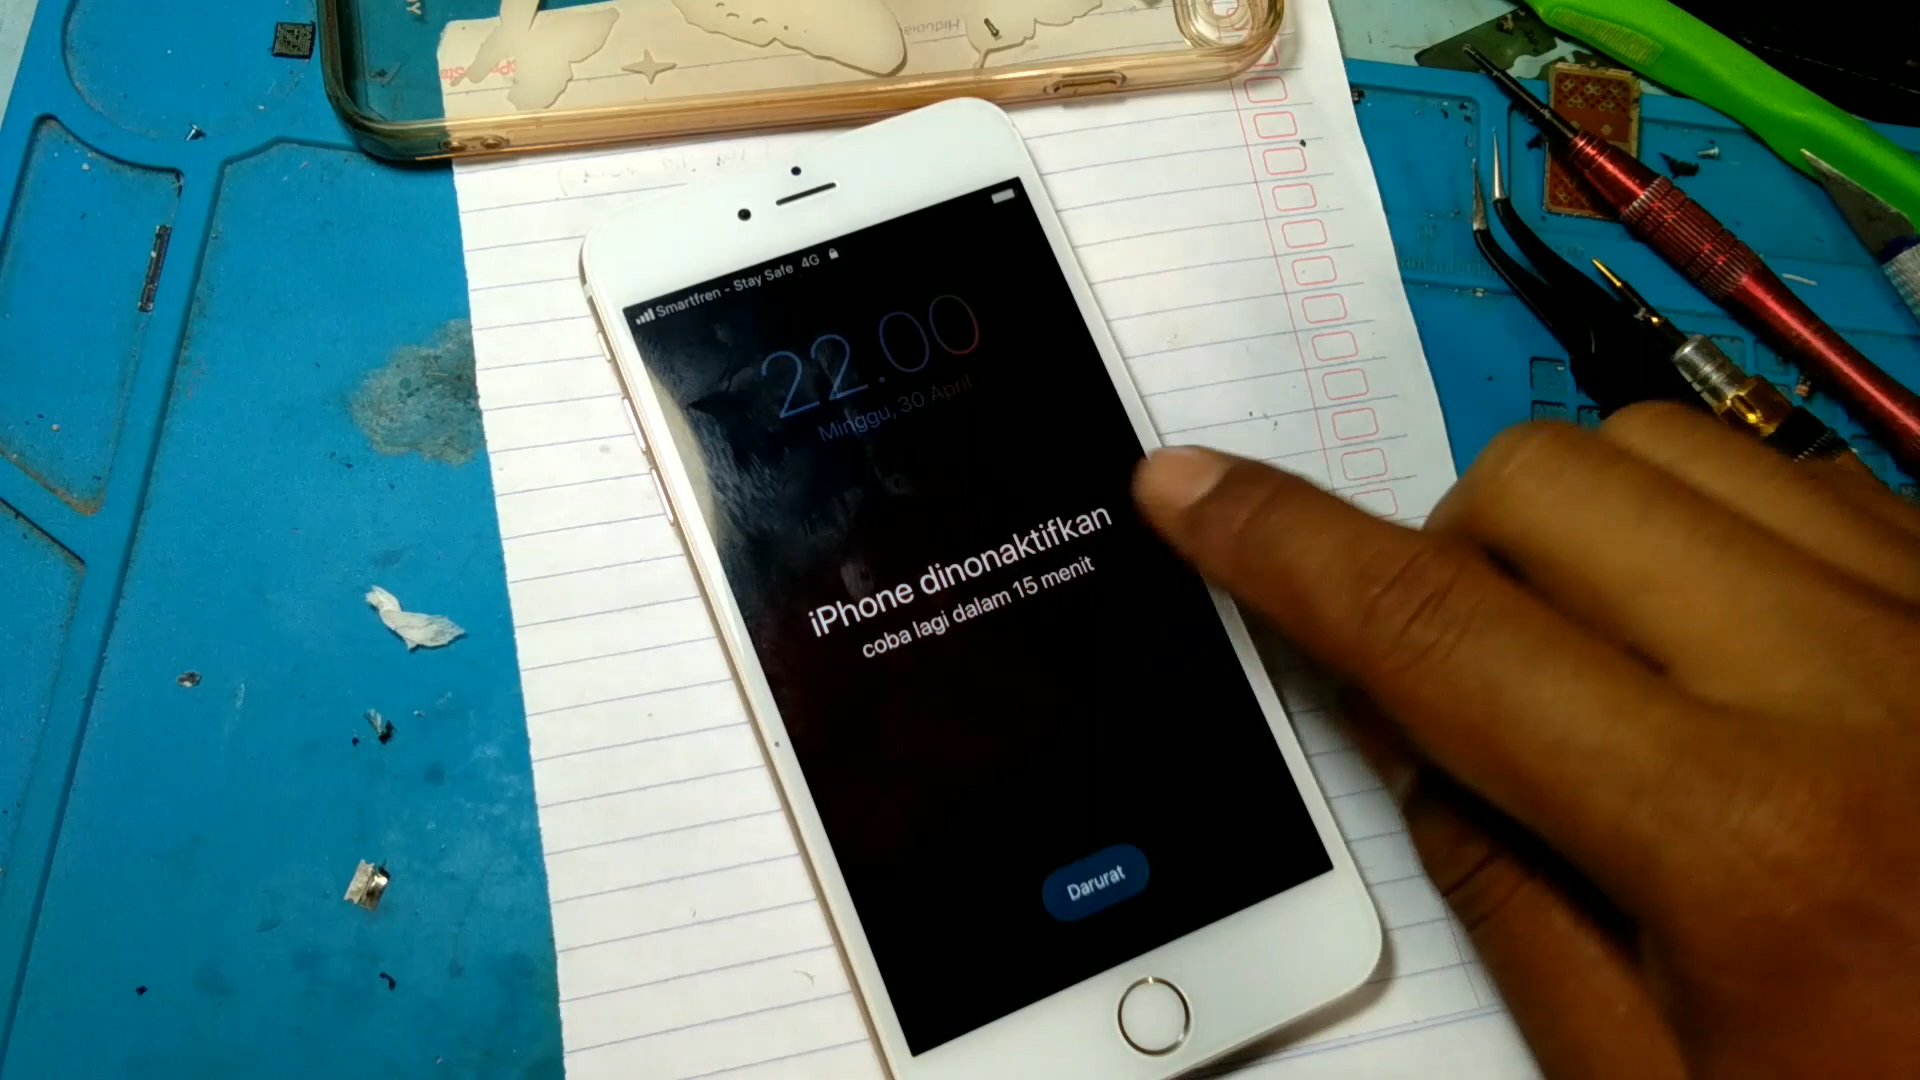 Smartfren - Stay Safe 4G
22.00
Minggu, 30 April
iPhone dinonaktifkan
coba lagi dalam 15 menit
Darurat